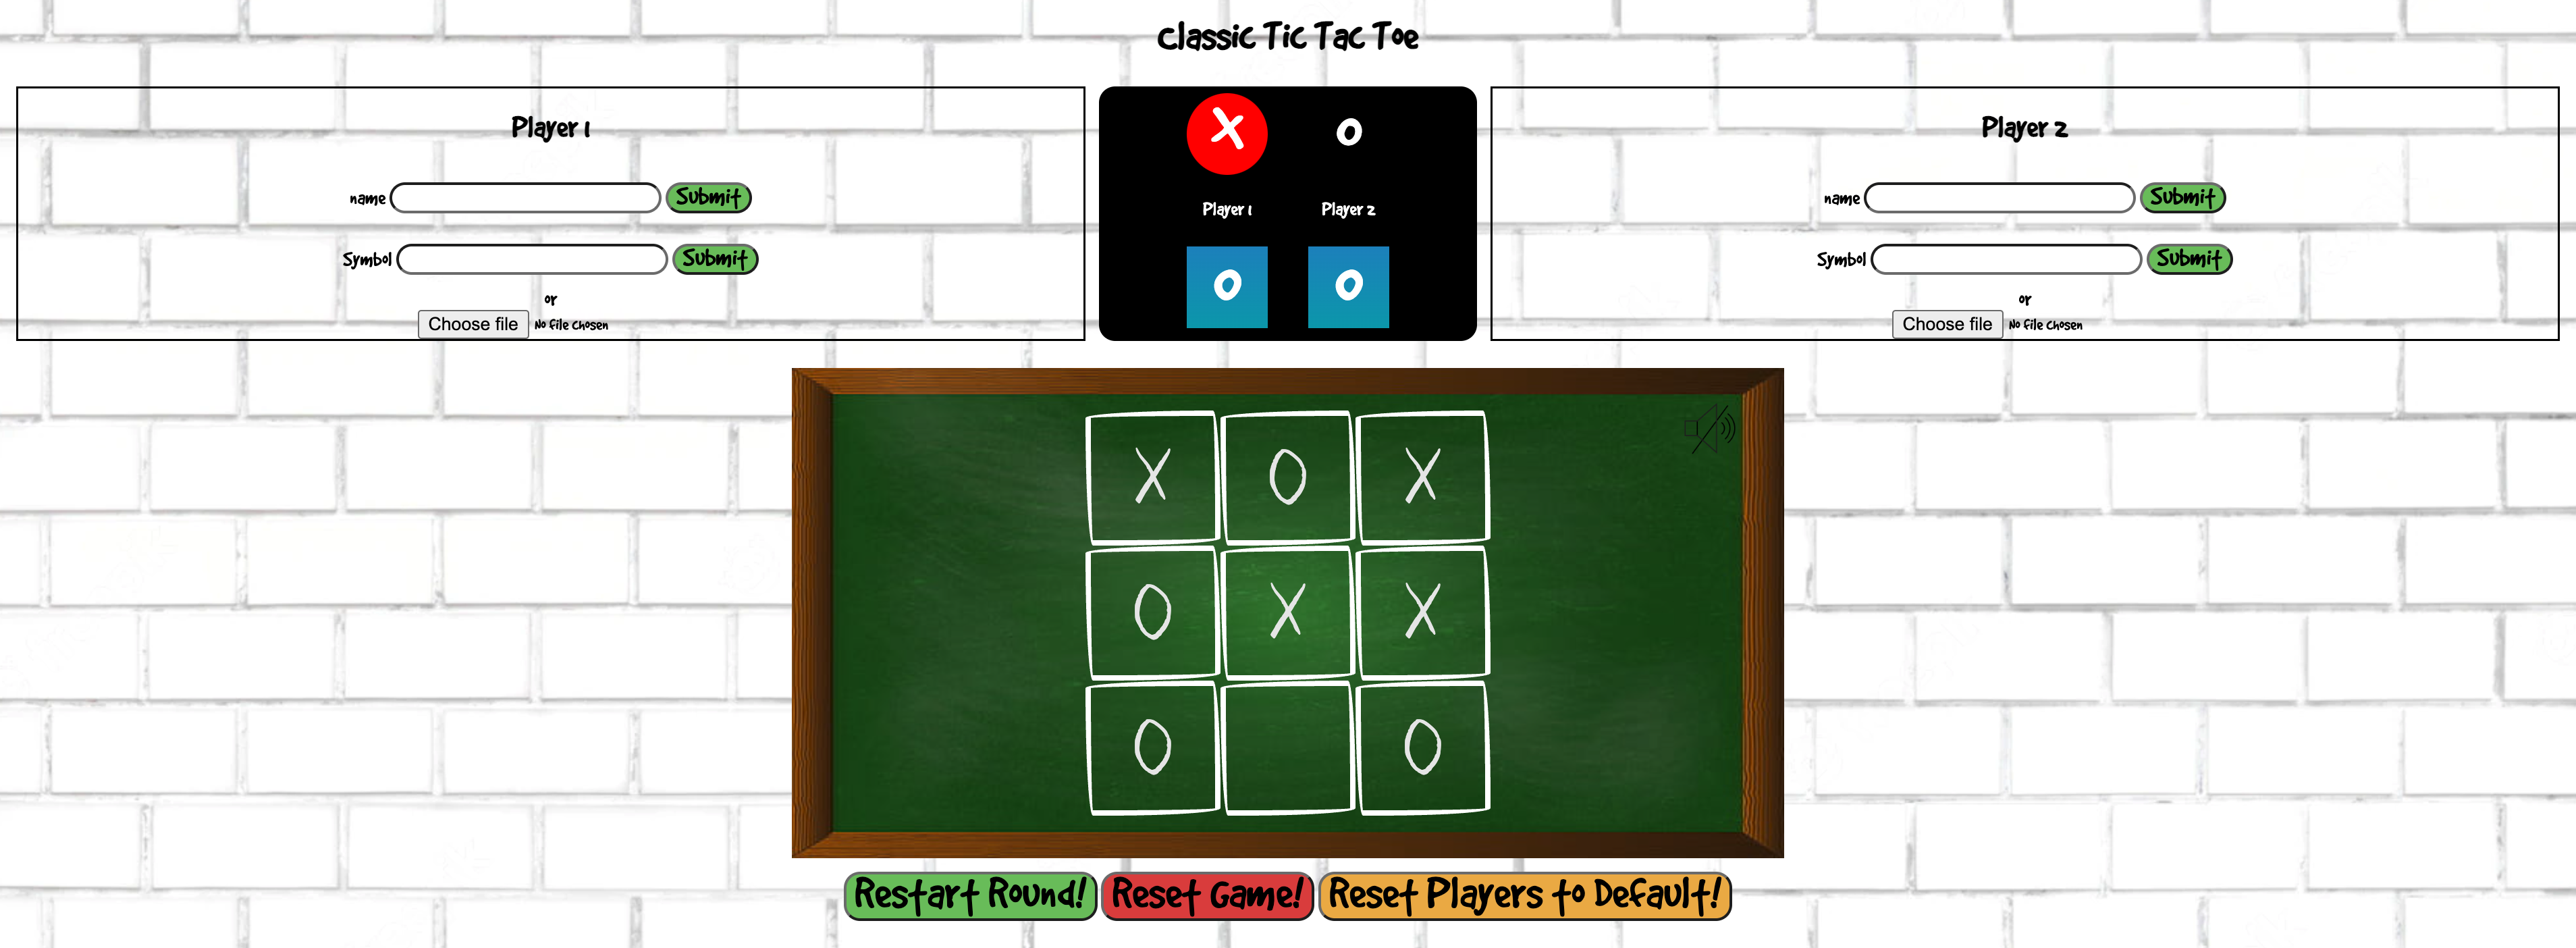 Classic Tic Tac Toe
Player 1
name Submit
Symbol Submit
or
Choose file No file chosen
X O
Player 1 Player 2
0 0
Player 2
name Submit
Symbol Submit
or
Choose file No file chosen
X O X
O X X
O O
Restart Round! Reset Game! Reset Players to Default!